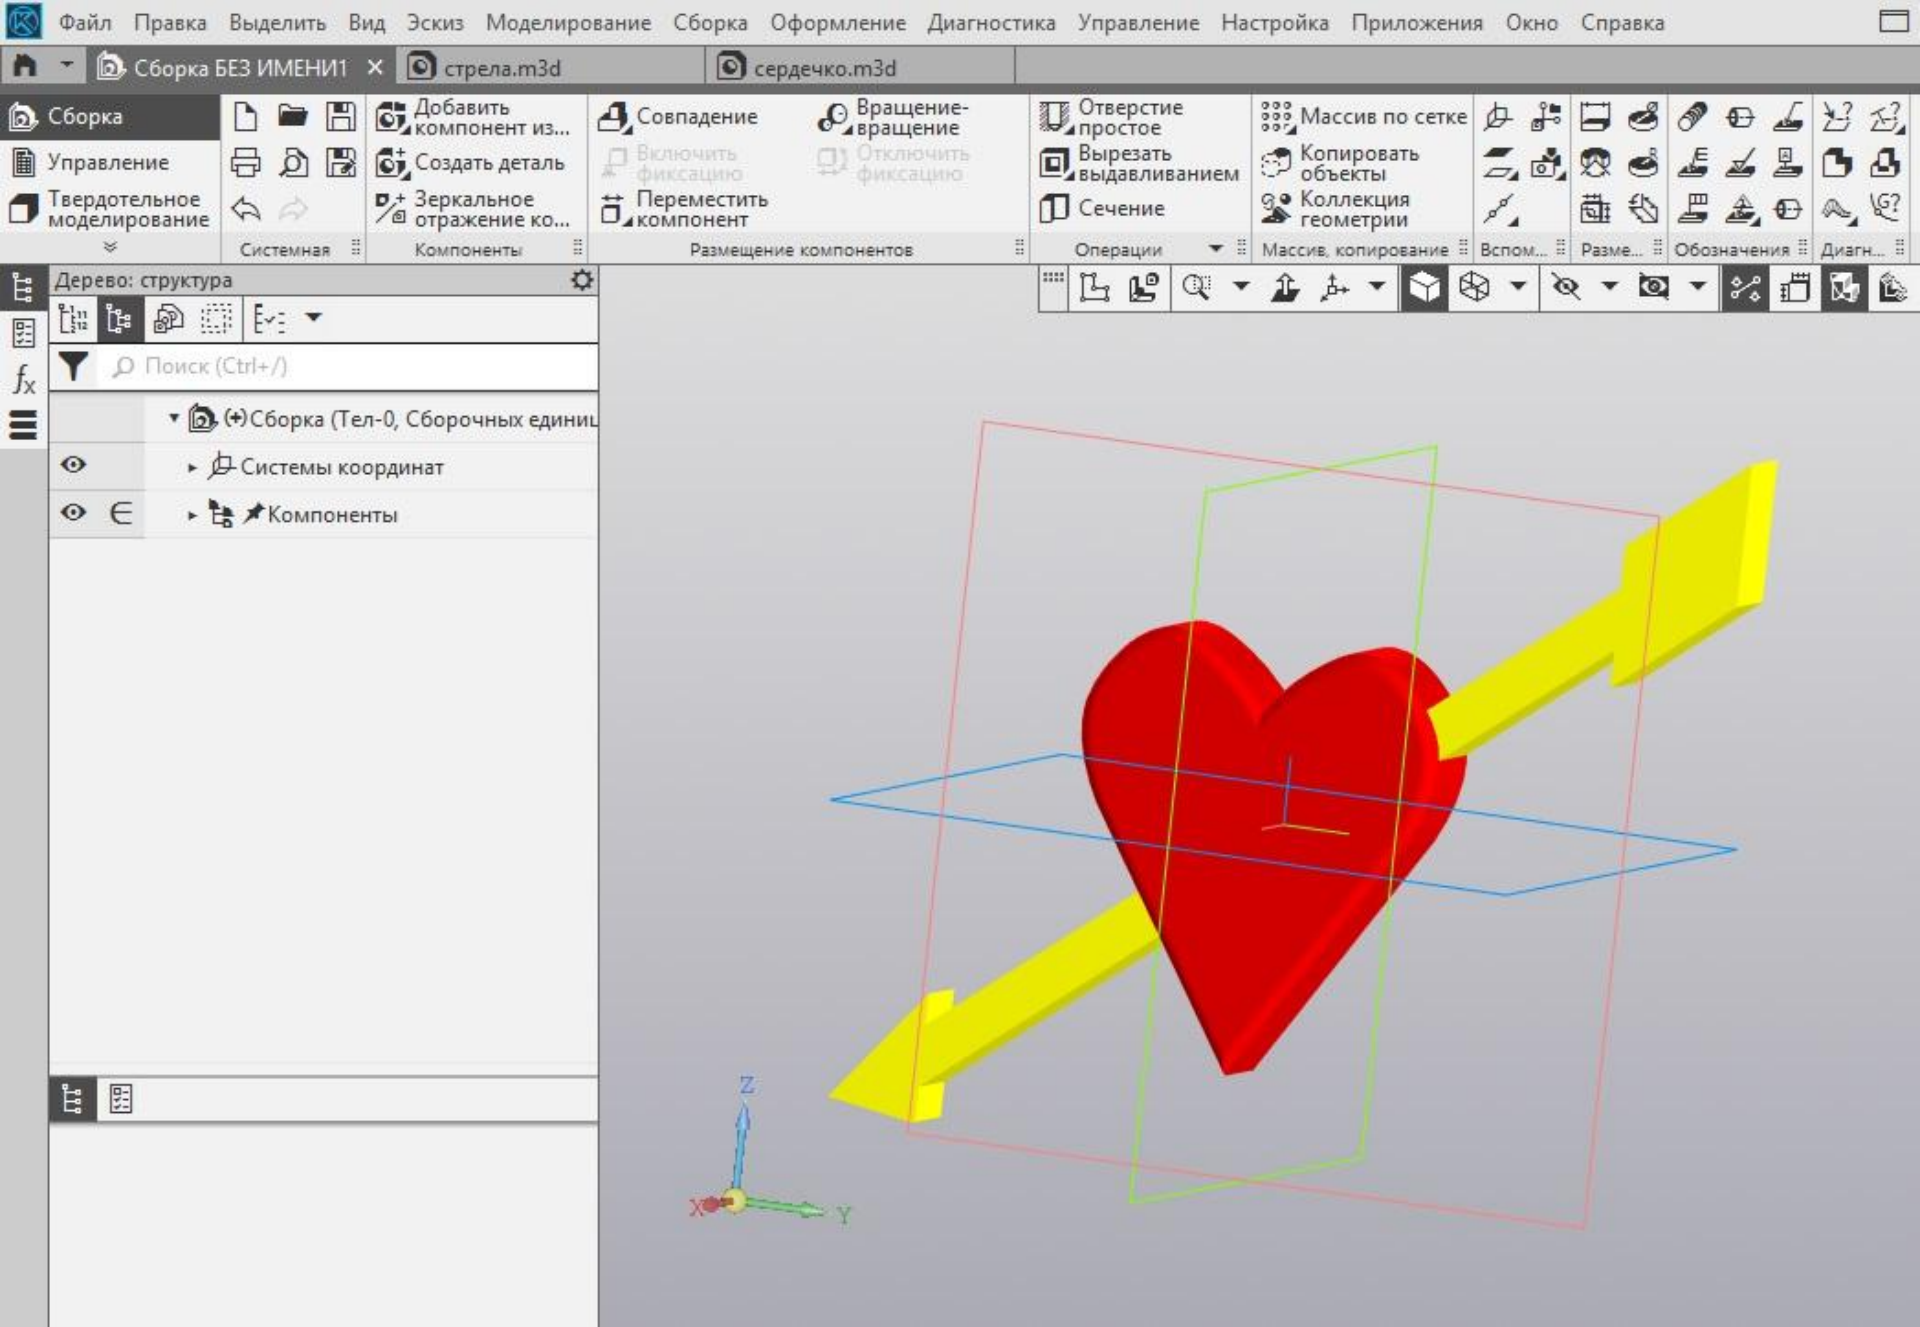 Файл Правка Выделить Вид Эскиз Моделирование Сборка Оформление Диагностика Управление Настройка Приложения Окно Справка
Сборка БЕЗ ИМЕНИ1 × стрела.m3d сердечко.m3d
Сборка
Управление
Твердотельное
моделирование
Системная
Добавить
компонент из...
Создать деталь
Зеркальное
отражение ко...
Компоненты
Совпадение
Включить
фиксацию
Переместить
компонент
Вращение-
вращение
Отключить
фиксацию
Размещение компонентов
Отверстие
простое
Вырезать
выдавливанием
Сечение
Операции
Массив по сетке
Копировать
объекты
Коллекция
геометрии
Массив, копирование
Вспом...
Разме...
Обозначения
Диагн...
Дерево: структура
Поиск (Ctrl+/)
(+)Сборка (Тел-0, Сборочных едини
Системы координат
Компоненты
fx
Z
X
Y